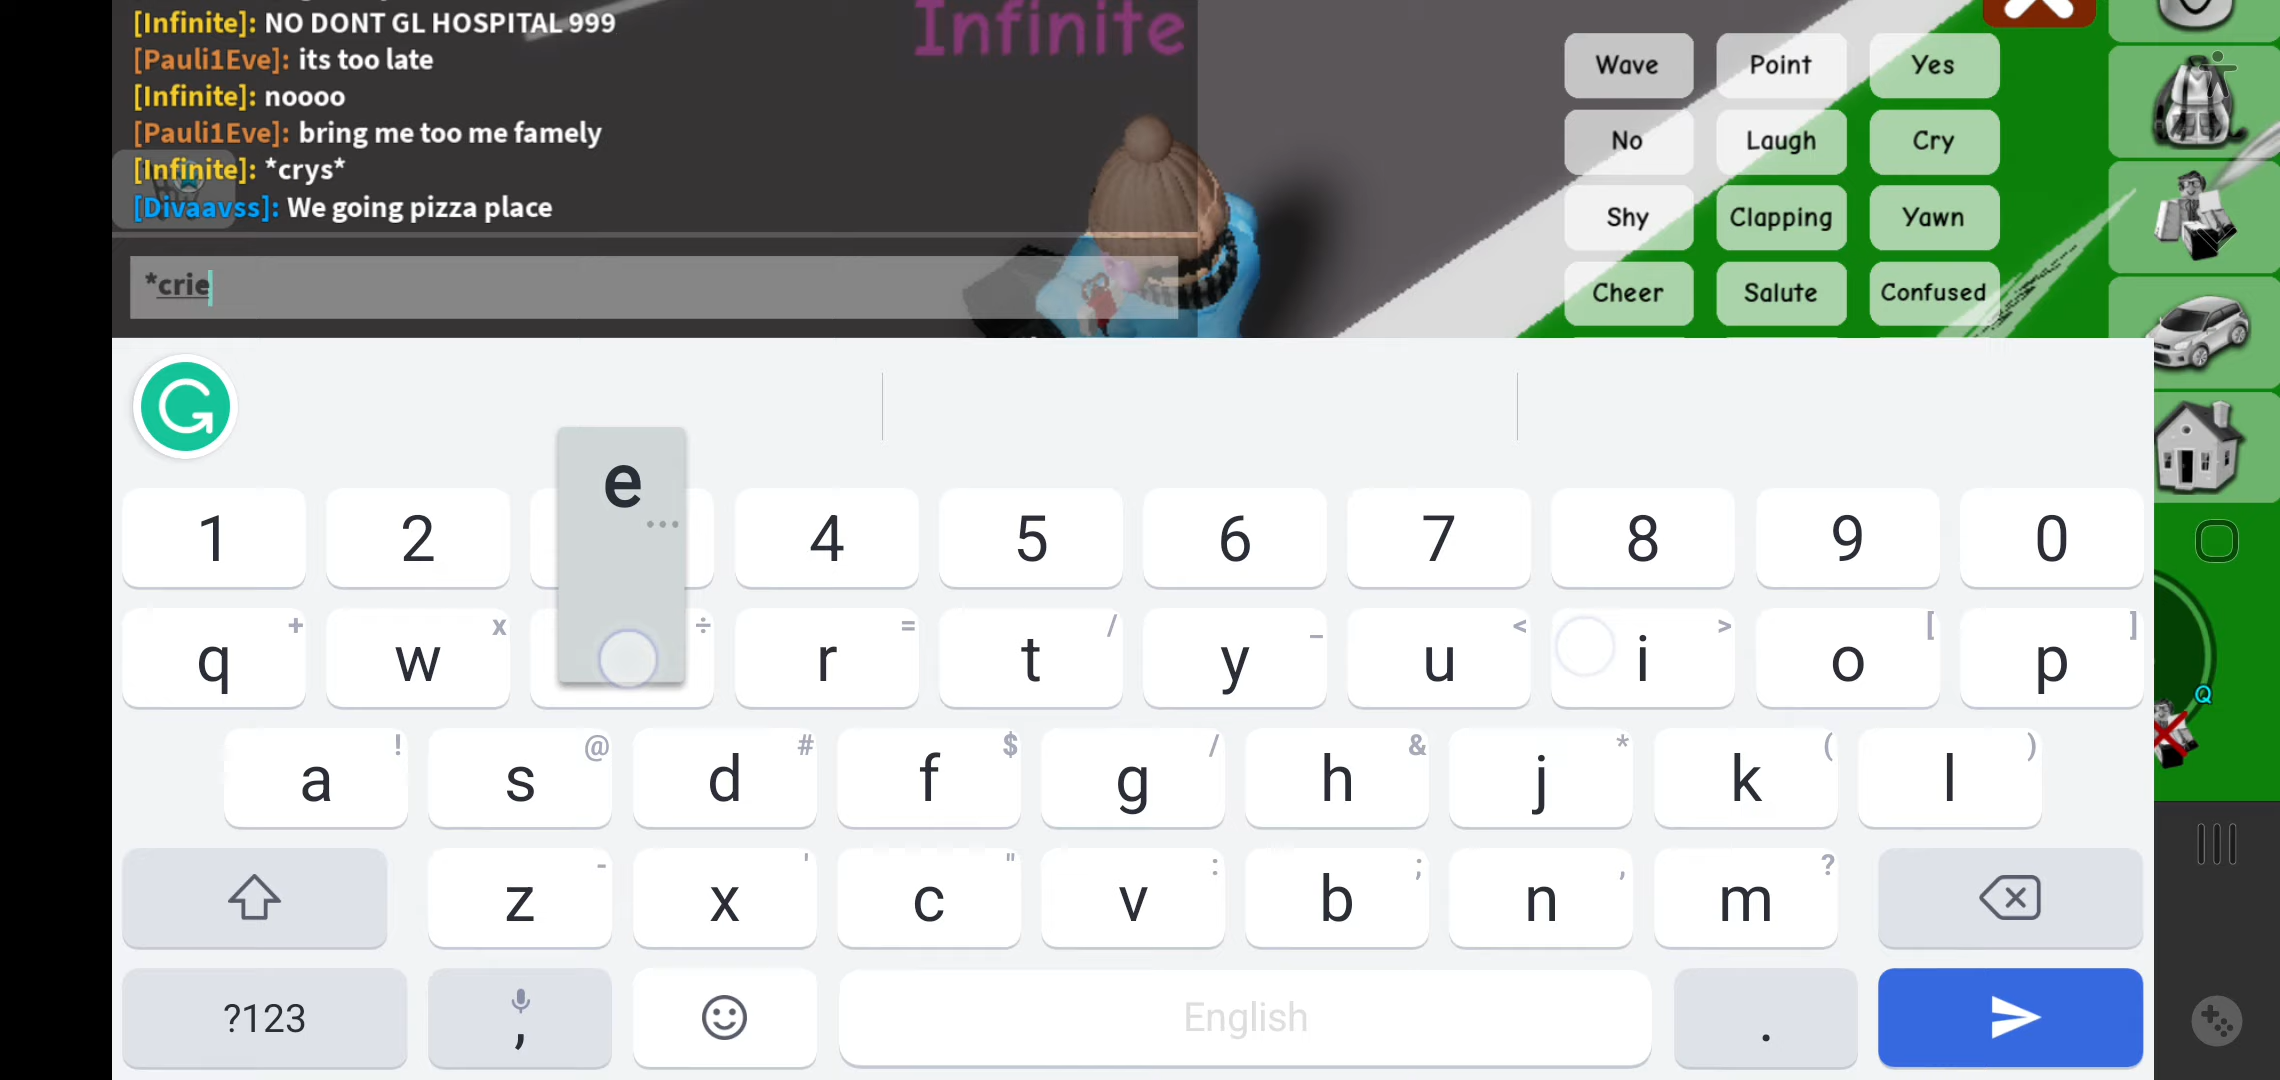 [Infinite]: NO DONT GL HOSPITAL 999
Infinite
[Pauli1Eve]: its too late
[Infinite]: noooo
[Pauli1Eve]: bring me too me famely
[Infinite]: *crys*
[Divaavss]: We going pizza place
*crie
Wave Point Yes
No Laugh Cry
Shy Clapping Yawn
Cheer Salute Confused
G
e
...
1 2 4 5 6 7 8 9 0
+ x ÷ = / _ < > [ ]
q w r t y u i o p
Q
! @ # $ / & * ( )
a s d f g h j k l
- ' " : ; , ?
z x c v b n m
?123 , English .